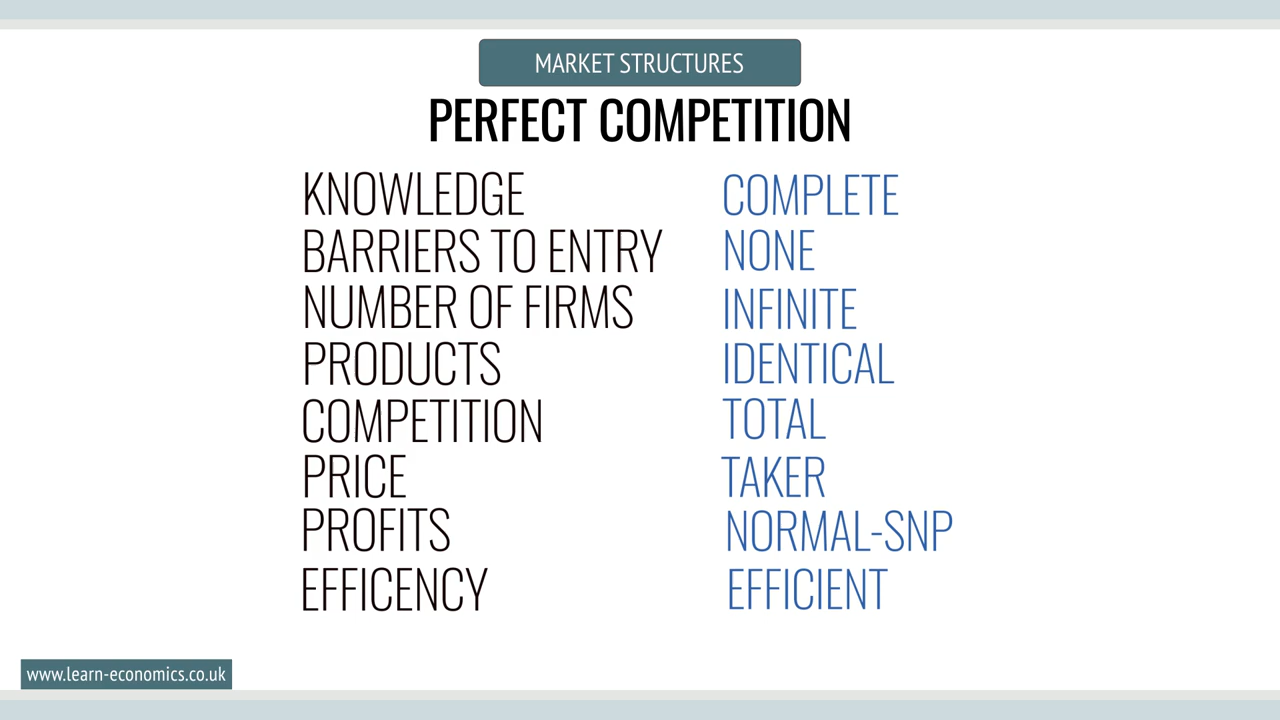 MARKET STRUCTURES
PERFECT COMPETITION
KNOWLEDGE COMPLETE
BARRIERS TO ENTRY NONE
NUMBER OF FIRMS INFINITE
PRODUCTS IDENTICAL
COMPETITION TOTAL
PRICE TAKER
PROFITS NORMAL-SNP
EFFICENCY EFFICIENT
www.learn-economics.co.uk